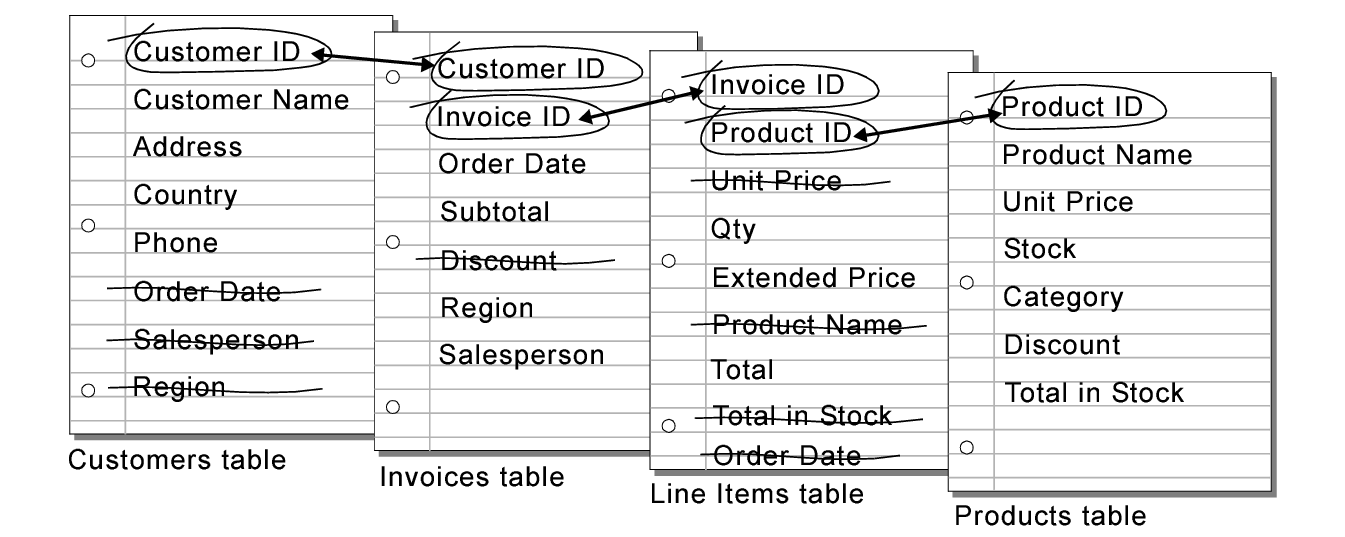 Customer ID
Customer Name
Address
Country
Phone
Order Date
Salesperson
Region
Customers table
Customer ID
Invoice ID
Order Date
Subtotal
Discount
Region
Salesperson
Invoices table
Invoice ID
Product ID
Unit Price
Qty
Extended Price
Product Name
Total
Total in Stock
Order Date
Line Items table
Product ID
Product Name
Unit Price
Stock
Category
Discount
Total in Stock
Products table